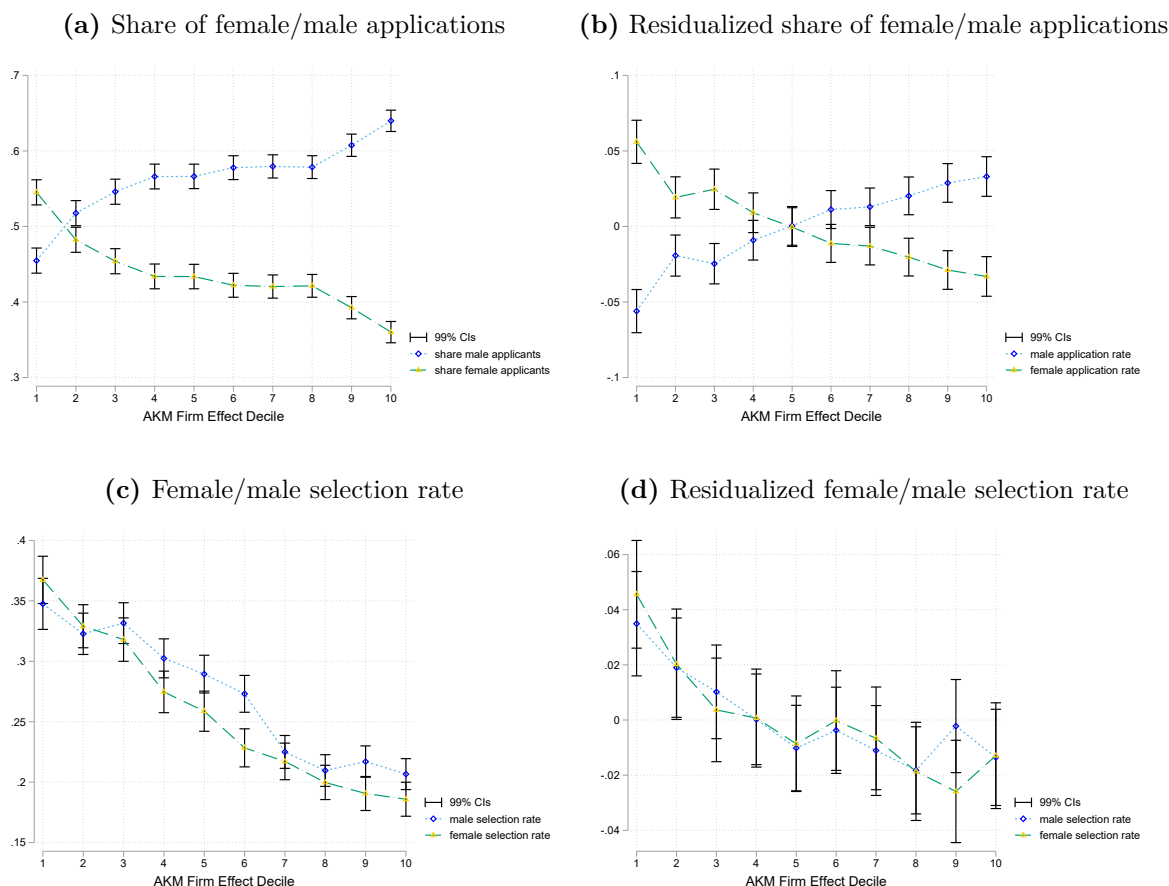 (a) Share of female/male applications
.7
.6
.5
.4
.3
1 2 3 4 5 6 7 8 9 10
AKM Firm Effect Decile
99% CIs
share male applicants
share female applicants
(b) Residualized share of female/male applications
.1
.05
0
-.05
-.1
1 2 3 4 5 6 7 8 9 10
AKM Firm Effect Decile
99% CIs
male application rate
female application rate
(c) Female/male selection rate
.4
.35
.3
.25
.2
.15
1 2 3 4 5 6 7 8 9 10
AKM Firm Effect Decile
99% CIs
male selection rate
female selection rate
(d) Residualized female/male selection rate
.06
.04
.02
0
-.02
-.04
1 2 3 4 5 6 7 8 9 10
AKM Firm Effect Decile
99% CIs
male selection rate
female selection rate